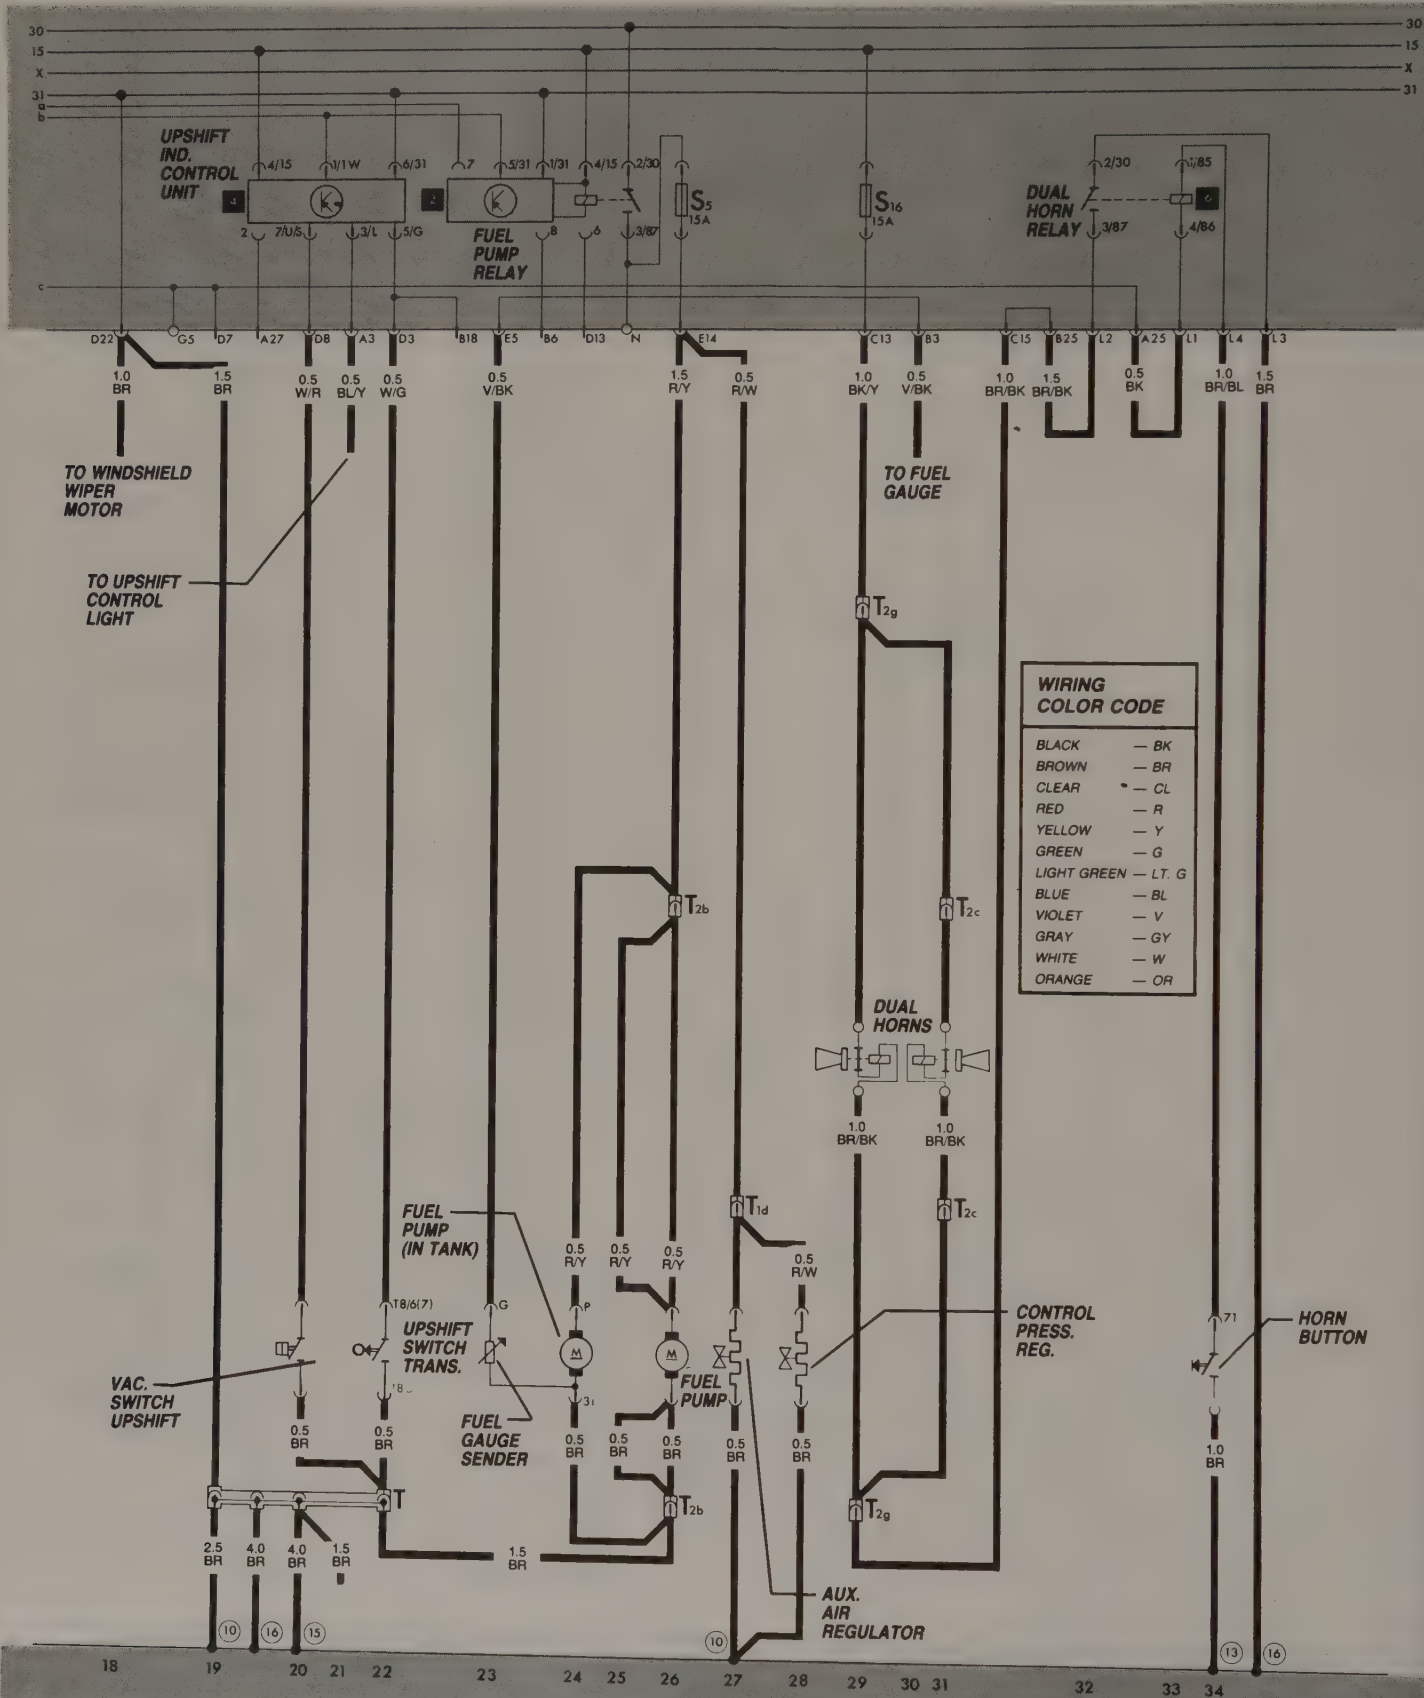 30 30
15 15
X X
31 31
a
b
UPSHIFT
IND.
CONTROL
UNIT
4/15 1/1W 6/31 7 5/31 1/31 4/15 2/30
4
2 7/U/S 3/L 5/G
2
FUEL
PUMP
RELAY
8 6 3/87
S5
15A
S16
15A
DUAL
HORN
RELAY
2/30 1/85
6
3/87 4/86
c
D22 G5 D7 A27 D8 A3 D3 B18 E5 B6 D13 N E14 C13 B3 C15 B25 L2 A25 L1 L4 L3
1.0
BR
1.5
BR
0.5
W/R
0.5
BL/Y
0.5
W/G
0.5
V/BK
1.5
R/Y
0.5
R/W
1.0
BK/Y
0.5
V/BK
1.0
BR/BK
1.5
BR/BK
0.5
BK
1.0
BR/BL
1.5
BR
TO WINDSHIELD
WIPER
MOTOR
TO FUEL
GAUGE
TO UPSHIFT
CONTROL
LIGHT
T2g
WIRING
COLOR CODE
BLACK — BK
BROWN — BR
CLEAR — CL
RED — R
YELLOW — Y
GREEN — G
LIGHT GREEN — LT. G
BLUE — BL
VIOLET — V
GRAY — GY
WHITE — W
ORANGE — OR
T2b
T2c
DUAL
HORNS
1.0
BR/BK
1.0
BR/BK
T1d
T2c
FUEL
PUMP
(IN TANK)
0.5
R/Y
0.5
R/Y
0.5
R/Y
0.5
R/W
T8/6(7)
G
P
71
UPSHIFT
SWITCH
TRANS.
M
M
CONTROL
PRESS.
REG.
HORN
BUTTON
VAC.
SWITCH
UPSHIFT
FUEL
PUMP
31
FUEL
GAUGE
SENDER
0.5
BR
0.5
BR
0.5
BR
0.5
BR
0.5
BR
0.5
BR
0.5
BR
1.0
BR
T
T2b
T2g
2.5
BR
4.0
BR
4.0
BR
1.5
BR
1.5
BR
AUX.
AIR
REGULATOR
10 16 15 10 13 16
18 19 20 21 22 23 24 25 26 27 28 29 30 31 32 33 34